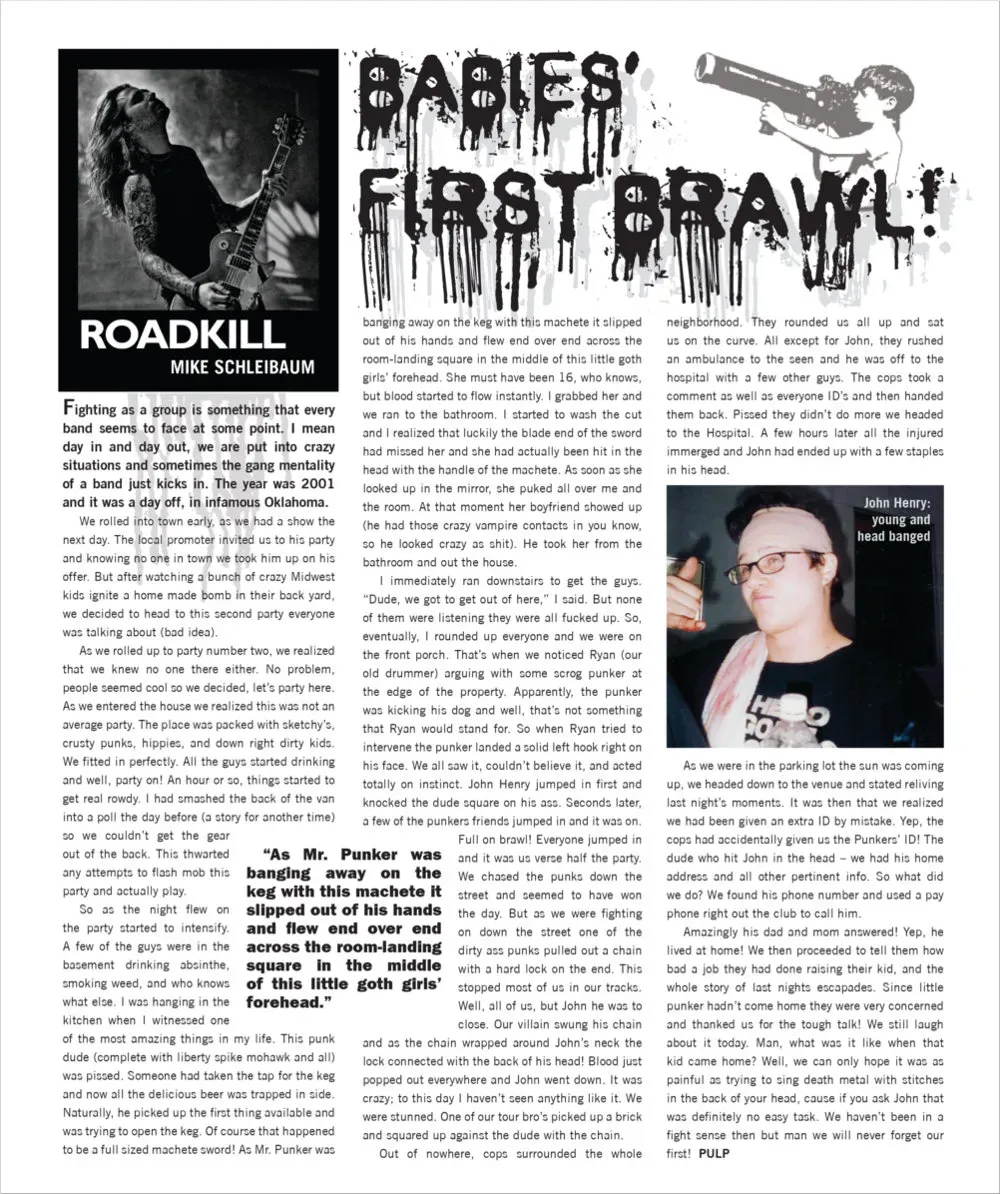 BABIES'
FIRST BRAWL!
ROADKILL
MIKE SCHLEIBAUM
Fighting as a group is something that every
band seems to face at some point. I mean
day in and day out, we are put into crazy
situations and sometimes the gang mentality
of a band just kicks in. The year was 2001
and it was a day off, in infamous Oklahoma.
We rolled into town early, as we had a show the
next day. The local promoter invited us to his party
and knowing no one in town we took him up on his
offer. But after watching a bunch of crazy Midwest
kids ignite a home made bomb in their back yard,
we decided to head to this second party everyone
was talking about (bad idea).
As we rolled up to party number two, we realized
that we knew no one there either. No problem,
people seemed cool so we decided, let's party here.
As we entered the house we realized this was not an
average party. The place was packed with sketchy's,
crusty punks, hippies, and down right dirty kids.
We fitted in perfectly. All the guys started drinking
and well, party on! An hour or so, things started to
get real rowdy. I had smashed the back of the van
into a poll the day before (a story for another time)
so we couldn't get the gear
out of the back. This thwarted
any attempts to flash mob this
party and actually play.
So as the night flew on
the party started to intensify.
A few of the guys were in the
basement drinking absinthe,
smoking weed, and who knows
what else. I was hanging in the
kitchen when I witnessed one
of the most amazing things in my life. This punk
dude (complete with liberty spike mohawk and all)
was pissed. Someone had taken the tap for the keg
and now all the delicious beer was trapped in side.
Naturally, he picked up the first thing available and
was trying to open the keg. Of course that happened
to be a full sized machete sword! As Mr. Punker was
"As Mr. Punker was
banging away on the
keg with this machete it
slipped out of his hands
and flew end over end
across the room-landing
square in the middle
of this little goth girls'
forehead."
banging away on the keg with this machete it slipped
out of his hands and flew end over end across the
room-landing square in the middle of this little goth
girls' forehead. She must have been 16, who knows,
but blood started to flow instantly. I grabbed her and
we ran to the bathroom. I started to wash the cut
and I realized that luckily the blade end of the sword
had missed her and she had actually been hit in the
head with the handle of the machete. As soon as she
looked up in the mirror, she puked all over me and
the room. At that moment her boyfriend showed up
(he had those crazy vampire contacts in you know,
so he looked crazy as shit). He took her from the
bathroom and out the house.
I immediately ran downstairs to get the guys.
"Dude, we got to get out of here," I said. But none
of them were listening they were all fucked up. So,
eventually, I rounded up everyone and we were on
the front porch. That's when we noticed Ryan (our
old drummer) arguing with some scrog punker at
the edge of the property. Apparently, the punker
was kicking his dog and well, that's not something
that Ryan would stand for. So when Ryan tried to
intervene the punker landed a solid left hook right on
his face. We all saw it, couldn't believe it, and acted
totally on instinct. John Henry jumped in first and
knocked the dude square on his ass. Seconds later,
a few of the punkers friends jumped in and it was on.
Full on brawl! Everyone jumped in
and it was us verse half the party.
We chased the punks down the
street and seemed to have won
the day. But as we were fighting
on down the street one of the
dirty ass punks pulled out a chain
with a hard lock on the end. This
stopped most of us in our tracks.
Well, all of us, but John he was to
close. Our villain swung his chain
and as the chain wrapped around John's neck the
lock connected with the back of his head! Blood just
popped out everywhere and John went down. It was
crazy; to this day I haven't seen anything like it. We
were stunned. One of our tour bro's picked up a brick
and squared up against the dude with the chain.
Out of nowhere, cops surrounded the whole
neighborhood. They rounded us all up and sat
us on the curve. All except for John, they rushed
an ambulance to the seen and he was off to the
hospital with a few other guys. The cops took a
comment as well as everyone ID's and then handed
them back. Pissed they didn't do more we headed
to the Hospital. A few hours later all the injured
immerged and John had ended up with a few staples
in his head.
John Henry:
young and
head banged
As we were in the parking lot the sun was coming
up, we headed down to the venue and stated reliving
last night's moments. It was then that we realized
we had been given an extra ID by mistake. Yep, the
cops had accidentally given us the Punkers' ID! The
dude who hit John in the head – we had his home
address and all other pertinent info. So what did
we do? We found his phone number and used a pay
phone right out the club to call him.
Amazingly his dad and mom answered! Yep, he
lived at home! We then proceeded to tell them how
bad a job they had done raising their kid, and the
whole story of last nights escapades. Since little
punker hadn't come home they were very concerned
and thanked us for the tough talk! We still laugh
about it today. Man, what was it like when that
kid came home? Well, we can only hope it was as
painful as trying to sing death metal with stitches
in the back of your head, cause if you ask John that
was definitely no easy task. We haven't been in a
fight sense then but man we will never forget our
first! PULP